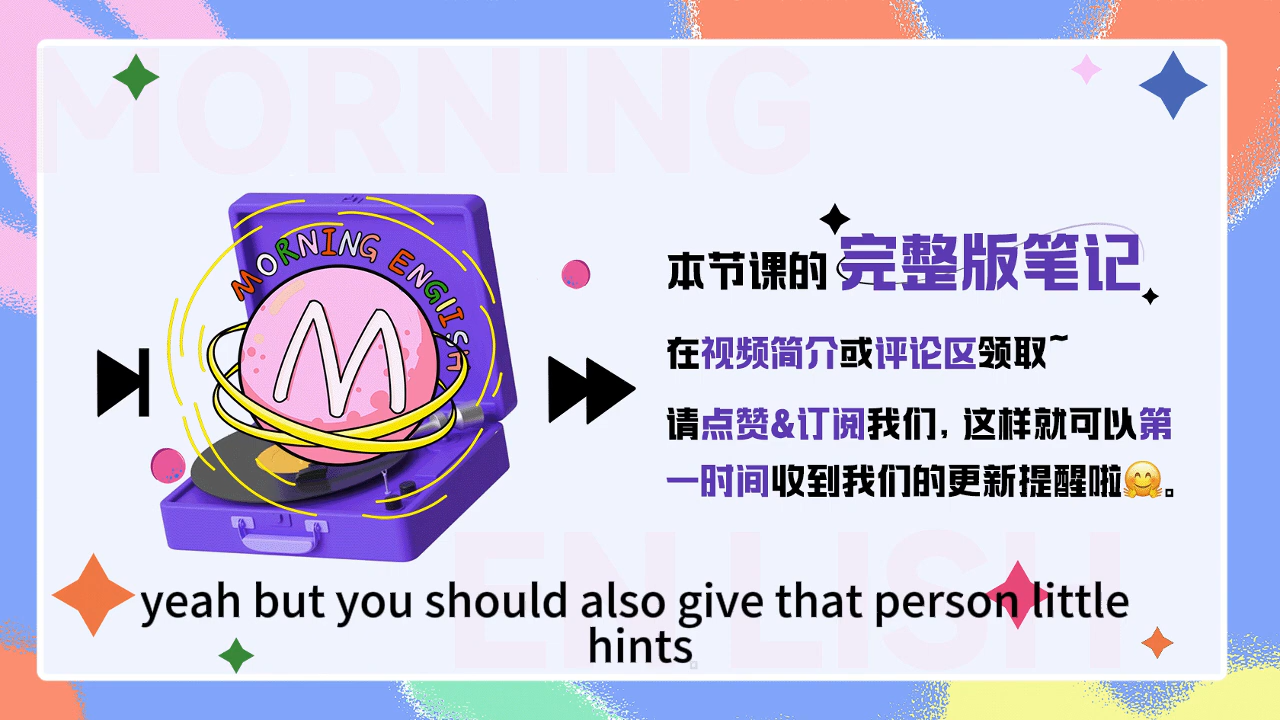 MORNING
MORNING ENGLISH
M
本节课的 完整版笔记
在视频简介或评论区领取~
请点赞&订阅我们, 这样就可以第
一时间收到我们的更新提醒啦🤗。
EN LISH
yeah but you should also give that person little
hints